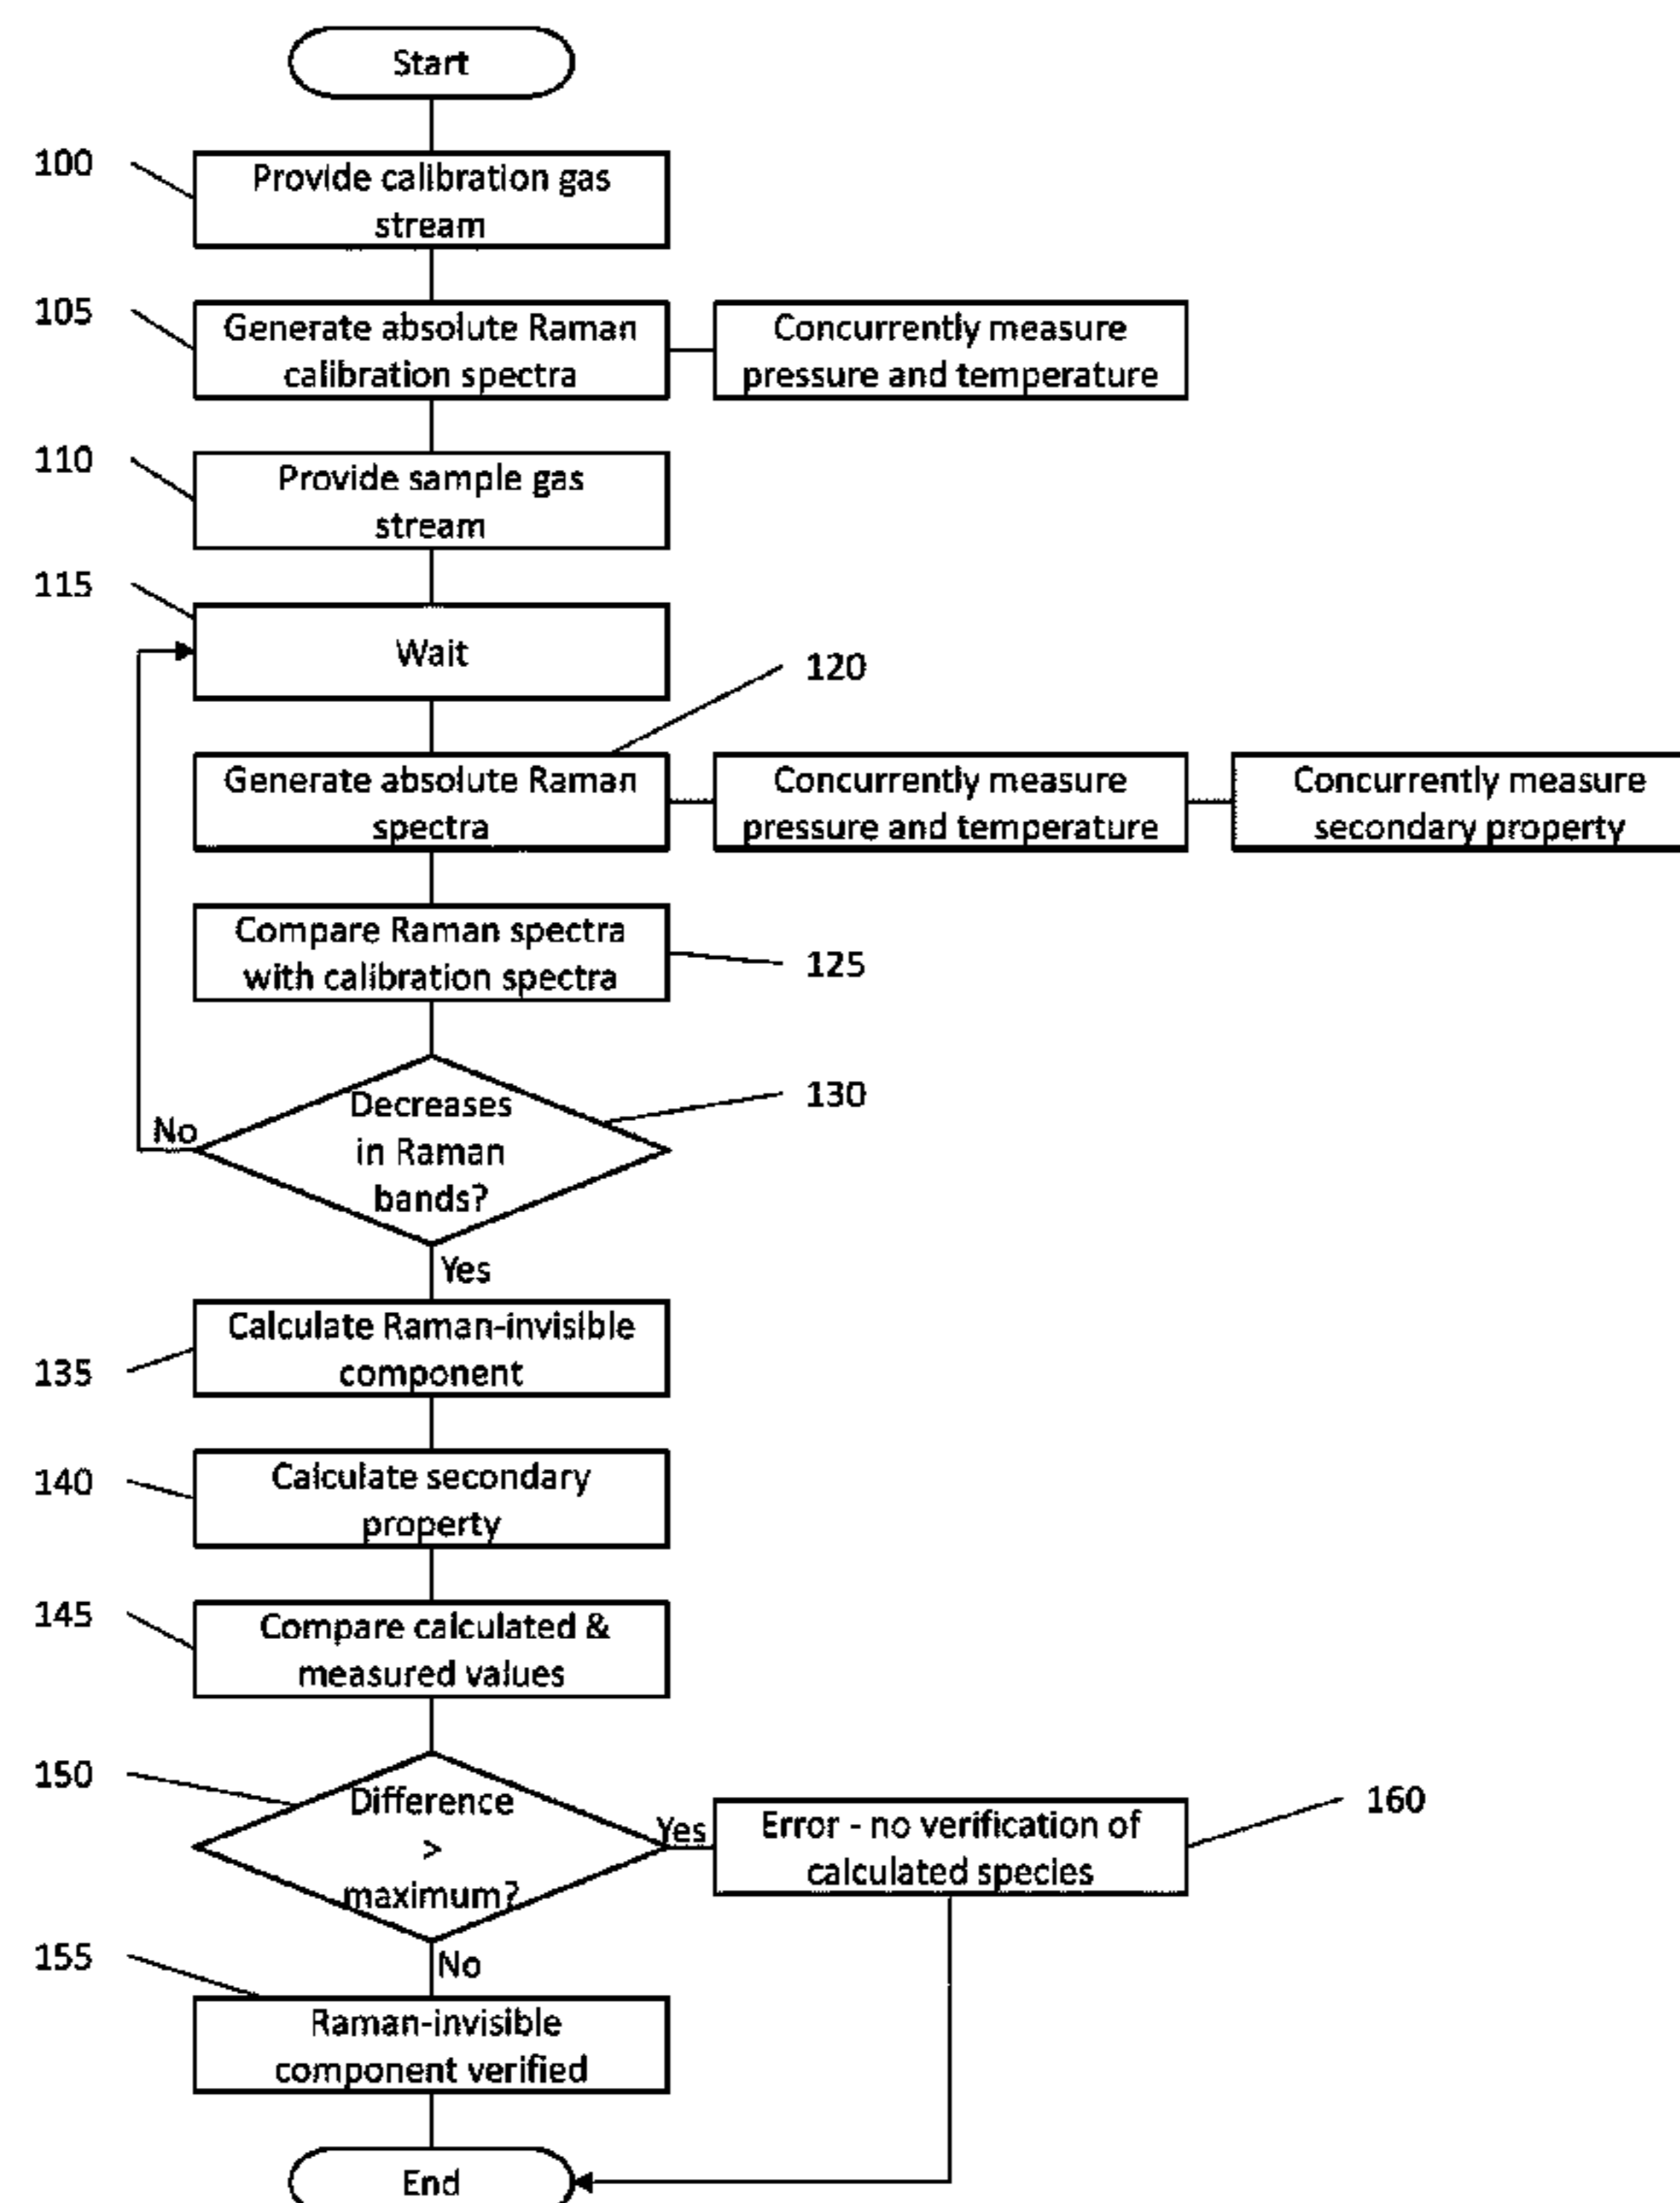 Start
100
Provide calibration gas
stream
105
Generate absolute Raman
calibration spectra
Concurrently measure
pressure and temperature
110
Provide sample gas
stream
115
Wait
120
Generate absolute Raman
spectra
Concurrently measure
pressure and temperature
Concurrently measure
secondary property
Compare Raman spectra
with calibration spectra
125
Decreases
in Raman
bands?
130
No
Yes
Calculate Raman-invisible
component
135
140
Calculate secondary
property
145
Compare calculated &
measured values
150
Difference
>
maximum?
Yes
Error - no verification of
calculated species
160
No
155
Raman-invisible
component verified
End